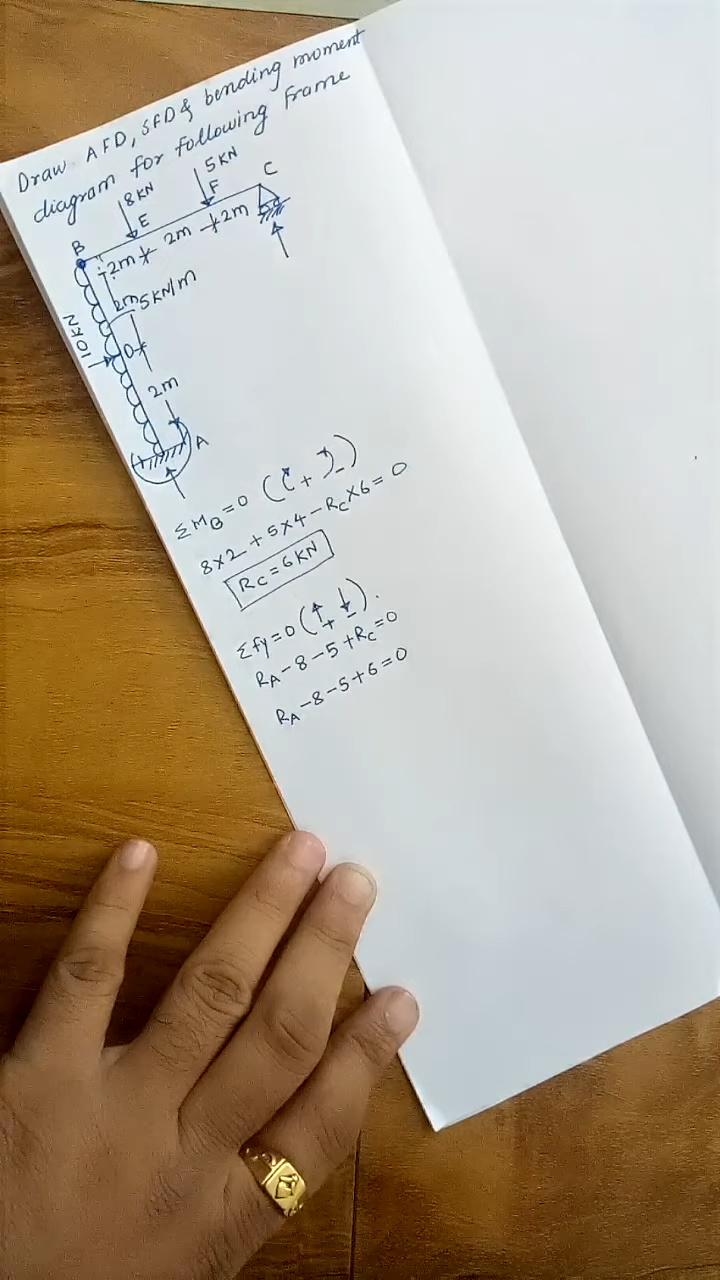 Draw AFD, SFD & bending moment
diagram for following frame
8KN
5KN
C
E
F
B
2m
2m
2m
2m
5KN/m
10KN
D
2m
A
ΣMB=0 (↺+ ↻-)
8×2+5×4-RC×6=0
RC=6KN
Σfy=0 (↑+ ↓-).
RA-8-5+RC=0
RA-8-5+6=0